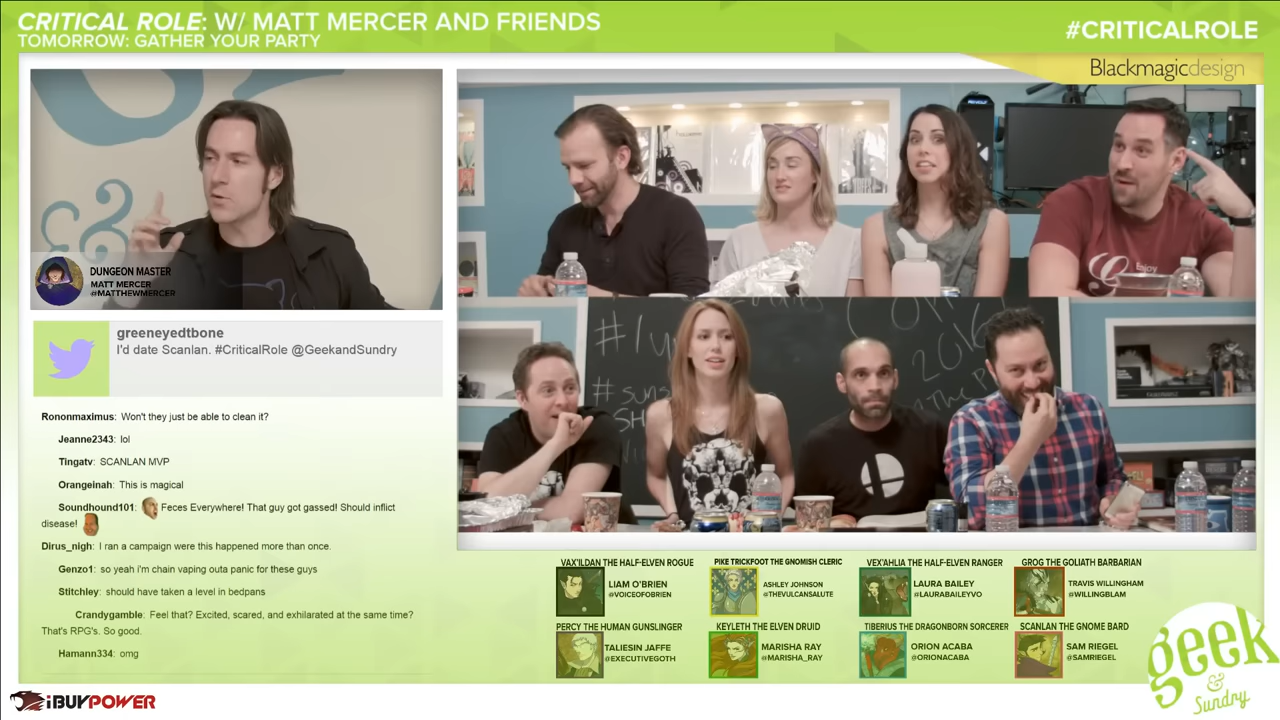 CRITICAL ROLE: W/ MATT MERCER AND FRIENDS
TOMORROW: GATHER YOUR PARTY
#CRITICALROLE
Blackmagicdesign
DUNGEON MASTER
MATT MERCER
@MATTHEWMERCER
greeneyedtbone
I'd date Scanlan. #CriticalRole @GeekandSundry
Rononmaximus: Won't they just be able to clean it?
Jeanne2343: lol
Tingatv: SCANLAN MVP
Orangeinah: This is magical
Soundhound101: Feces Everywhere! That guy got gassed! Should inflict
disease!
Dirus_nigh: I ran a campaign were this happened more than once.
Genzo1: so yeah i'm chain vaping outa panic for these guys
Stitchley: should have taken a level in bedpans
Crandygamble: Feel that? Excited, scared, and exhilarated at the same time?
That's RPG's. So good.
Hamann334: omg
Enjoy
2016
VAX'ILDAN THE HALF-ELVEN ROGUE
LIAM O'BRIEN
@VOICEOFOBRIEN
PIKE TRICKFOOT THE GNOMISH CLERIC
ASHLEY JOHNSON
@THEVULCANSALUTE
VEX'AHLIA THE HALF-ELVEN RANGER
LAURA BAILEY
@LAURABAILEYVO
GROG THE GOLIATH BARBARIAN
TRAVIS WILLINGHAM
@WILLINGBLAM
PERCY THE HUMAN GUNSLINGER
TALIESIN JAFFE
@EXECUTIVEGOTH
KEYLETH THE ELVEN DRUID
MARISHA RAY
@MARISHA_RAY
TIBERIUS THE DRAGONBORN SORCERER
ORION ACABA
@ORIONACABA
SCANLAN THE GNOME BARD
SAM RIEGEL
@SAMRIEGEL
geek
&
Sundry
iBUYPOWER